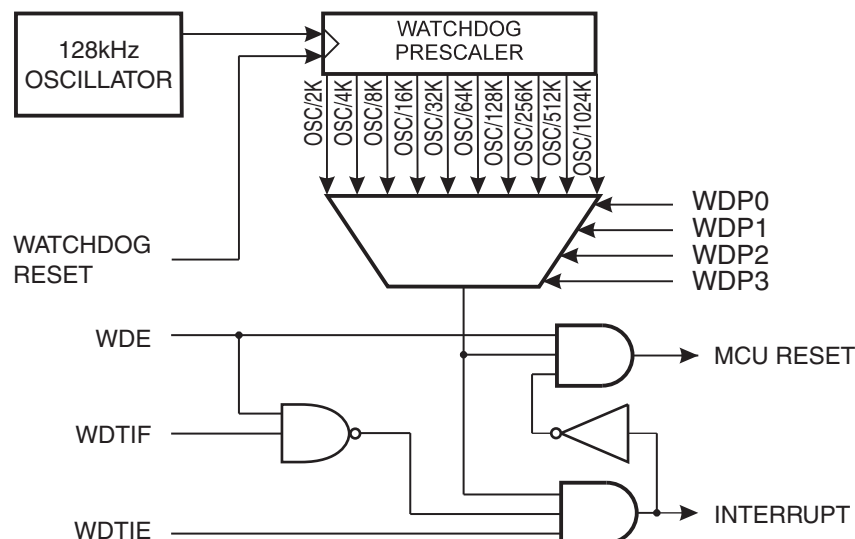 128kHz
OSCILLATOR
WATCHDOG
PRESCALER
OSC/2K
OSC/4K
OSC/8K
OSC/16K
OSC/32K
OSC/64K
OSC/128K
OSC/256K
OSC/512K
OSC/1024K
WDP0
WDP1
WDP2
WDP3
WATCHDOG
RESET
WDE
MCU RESET
WDTIF
INTERRUPT
WDTIE